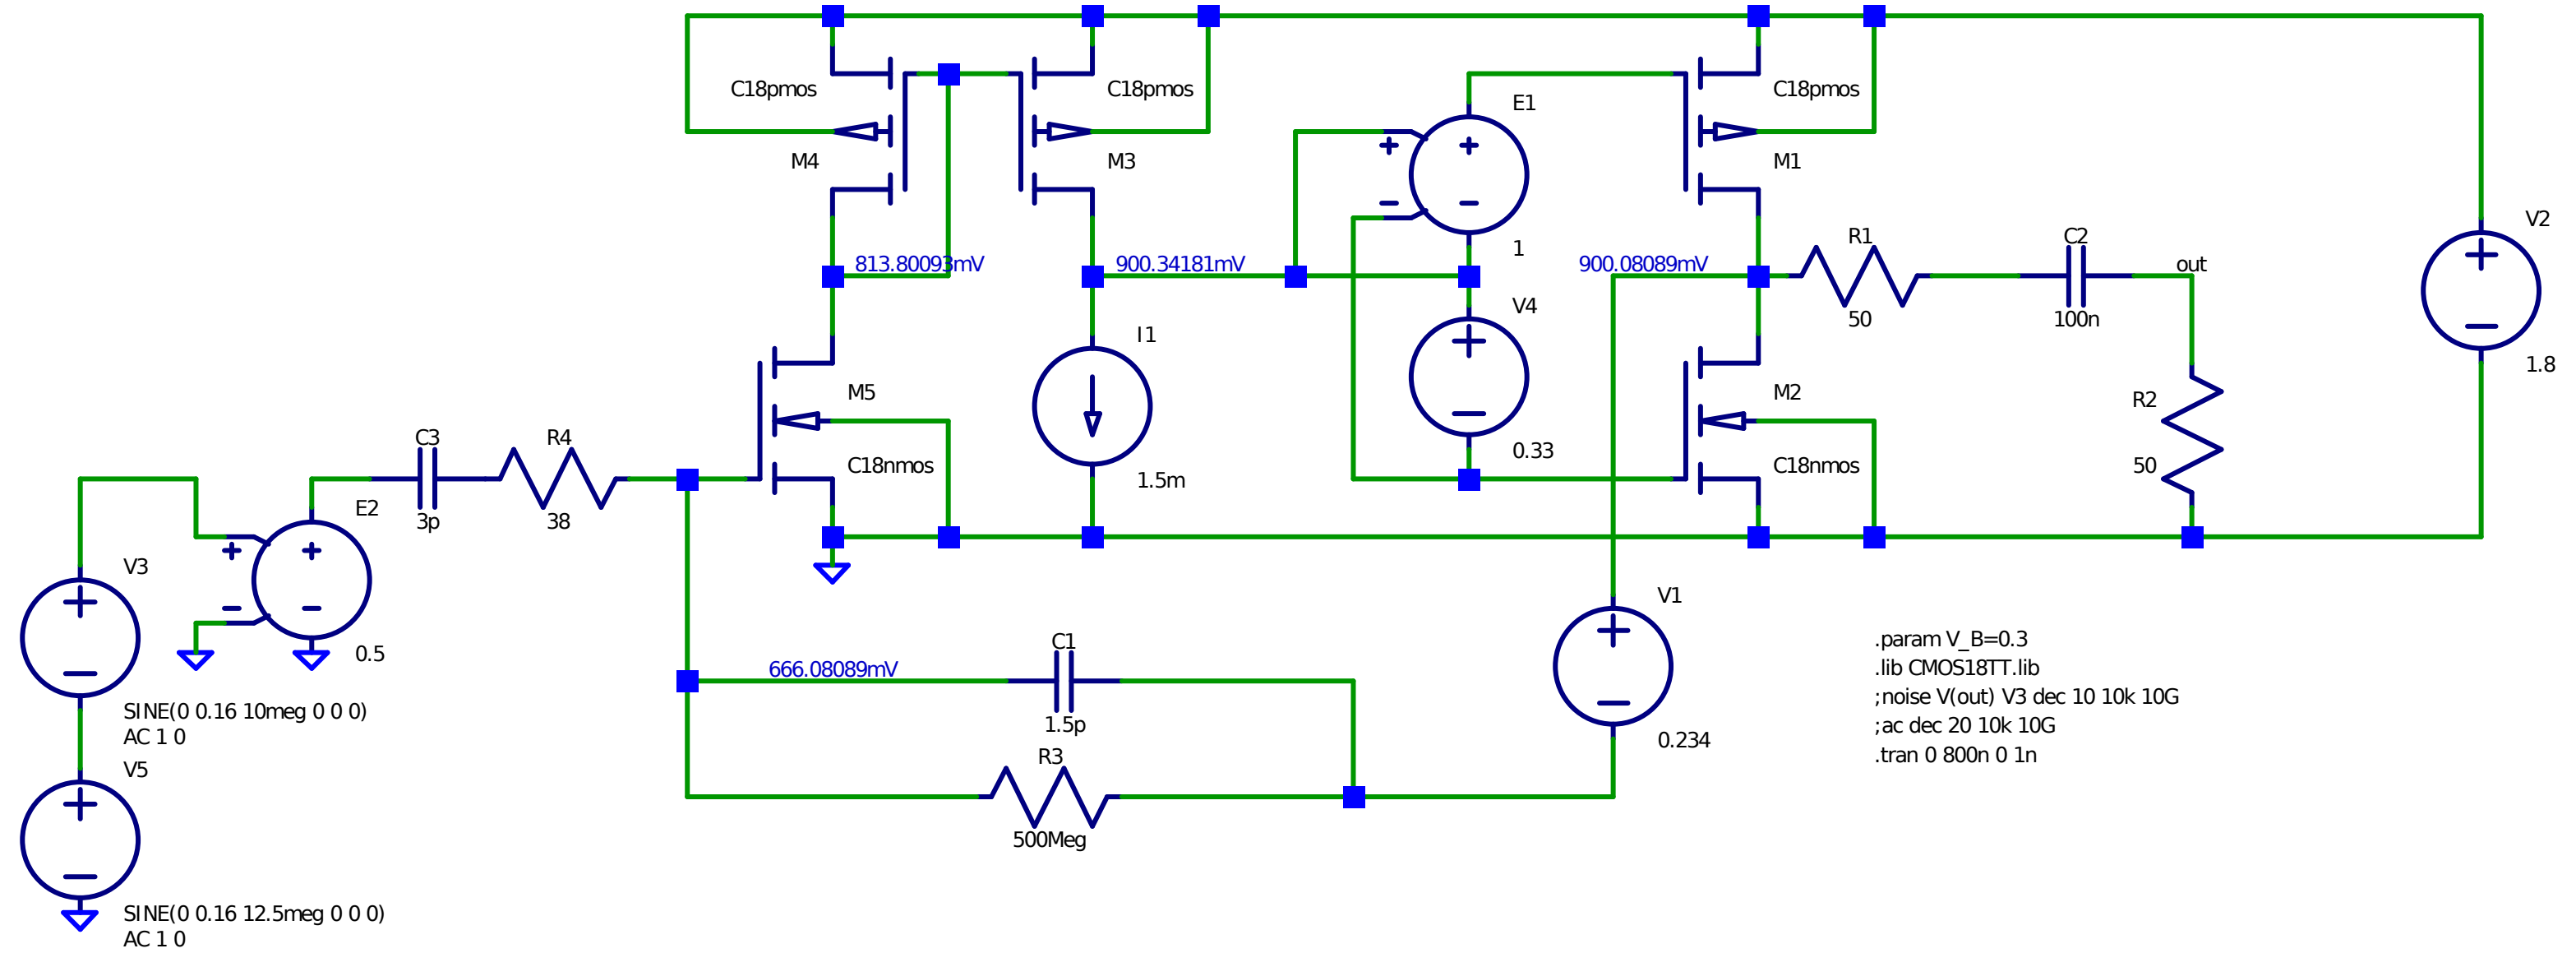 C18pmos
M4
C18pmos
M3
E1
1
C18pmos
M1
813.80093mV
900.34181mV
900.08089mV
R1
50
C2
100n
out
V2
1.8
V4
0.33
I1
1.5m
M5
C18nmos
M2
C18nmos
R2
50
C3
3p
R4
38
E2
0.5
V3
SINE(0 0.16 10meg 0 0 0)
AC 1 0
V5
SINE(0 0.16 12.5meg 0 0 0)
AC 1 0
666.08089mV
C1
1.5p
R3
500Meg
V1
0.234
.param V_B=0.3
.lib CMOS18TT.lib
;noise V(out) V3 dec 10 10k 10G
;ac dec 20 10k 10G
.tran 0 800n 0 1n